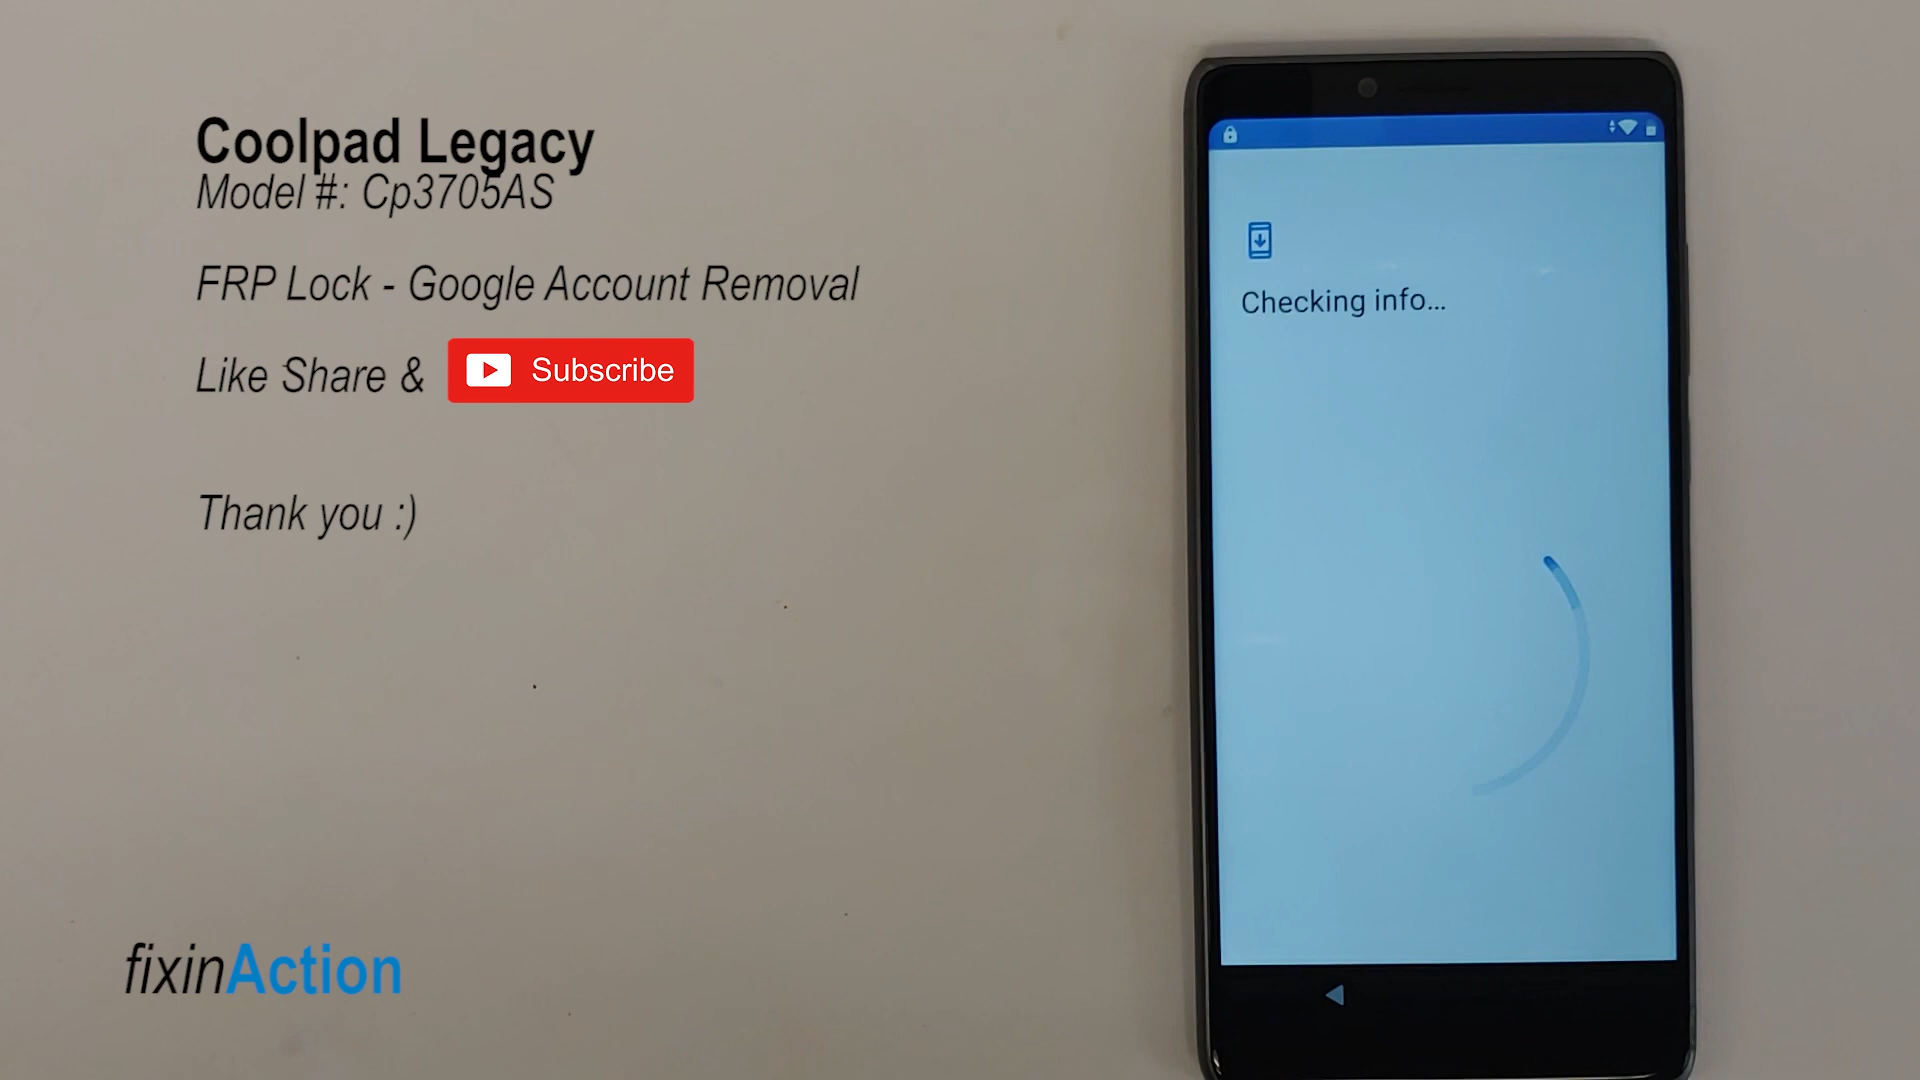 Coolpad Legacy
Model #: Cp3705AS
FRP Lock - Google Account Removal
Like Share & Subscribe
Thank you :)
fixinAction
Checking info...